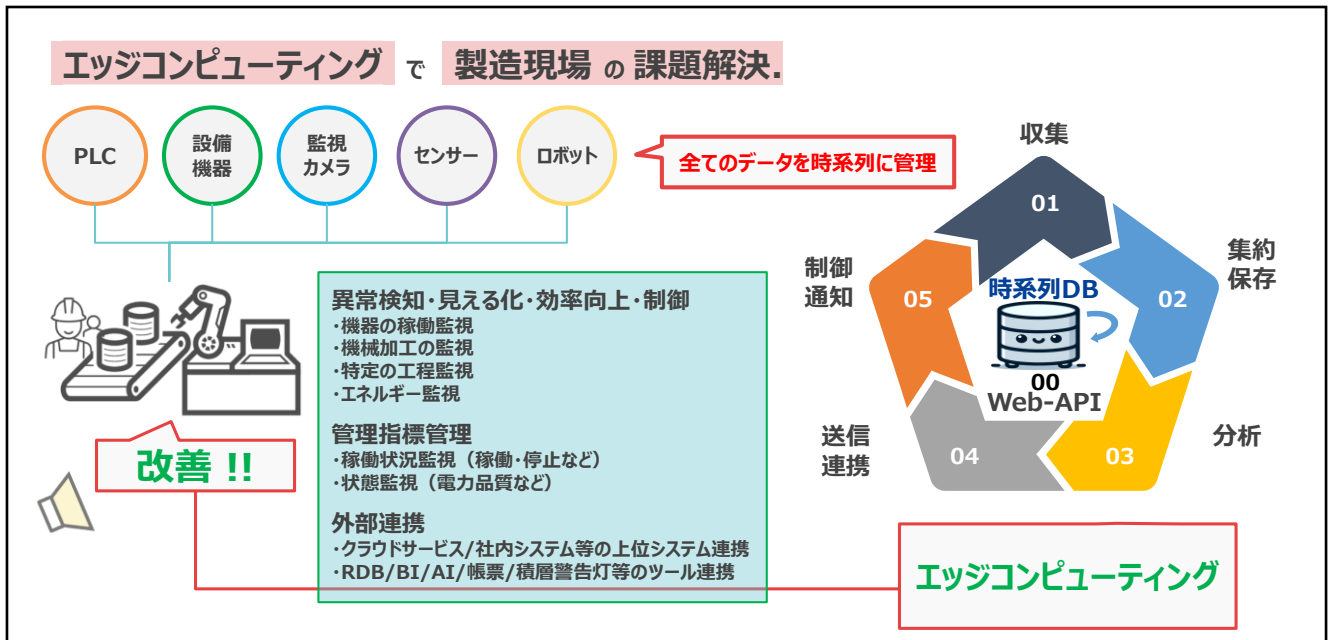 エッジコンピューティング で 製造現場 の 課題解決.
PLC
設備
機器
監視
カメラ
センサー
ロボット
全てのデータを時系列に管理
異常検知・見える化・効率向上・制御
・機器の稼働監視
・機械加工の監視
・特定の工程監視
・エネルギー監視
管理指標管理
・稼働状況監視（稼働・停止など）
・状態監視（電力品質など）
外部連携
・クラウドサービス/社内システム等の上位システム連携
・RDB/BI/AI/帳票/積層警告灯等のツール連携
改善 !!
収集
01
集約
保存
02
分析
03
送信
連携
04
制御
通知
05
時系列DB
00
Web-API
エッジコンピューティング